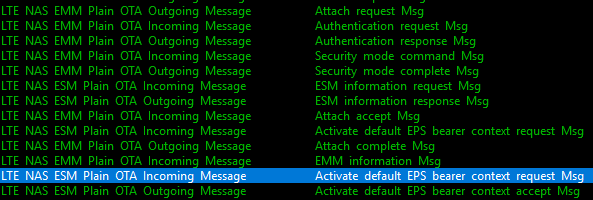 LTE NAS EMM Plain OTA Outgoing Message Attach request Msg
LTE NAS EMM Plain OTA Incoming Message Authentication request Msg
LTE NAS EMM Plain OTA Outgoing Message Authentication response Msg
LTE NAS EMM Plain OTA Incoming Message Security mode command Msg
LTE NAS EMM Plain OTA Outgoing Message Security mode complete Msg
LTE NAS ESM Plain OTA Incoming Message ESM information request Msg
LTE NAS ESM Plain OTA Outgoing Message ESM information response Msg
LTE NAS EMM Plain OTA Incoming Message Attach accept Msg
LTE NAS ESM Plain OTA Incoming Message Activate default EPS bearer context request Msg
LTE NAS EMM Plain OTA Outgoing Message Attach complete Msg
LTE NAS EMM Plain OTA Incoming Message EMM information Msg
LTE NAS ESM Plain OTA Incoming Message Activate default EPS bearer context request Msg
LTE NAS ESM Plain OTA Outgoing Message Activate default EPS bearer context accept Msg